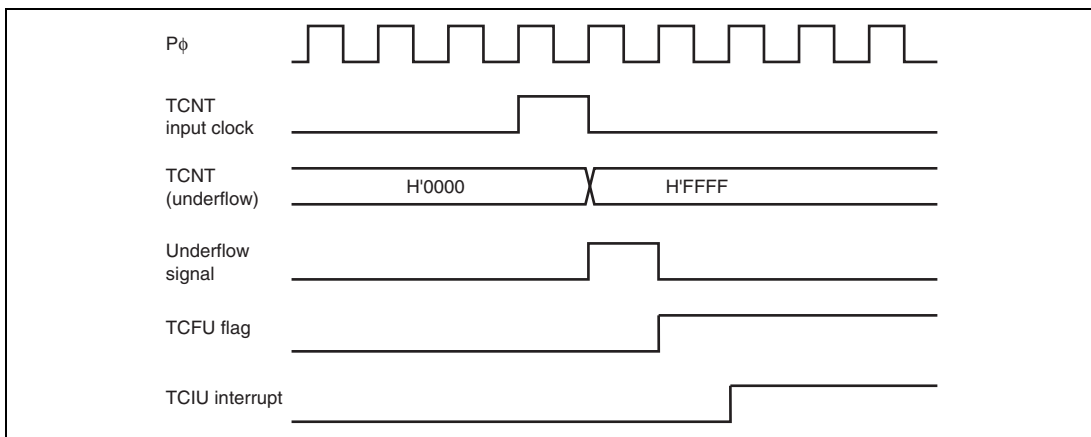 Pφ
TCNT
input clock
TCNT
(underflow)
H'0000
H'FFFF
Underflow
signal
TCFU flag
TCIU interrupt